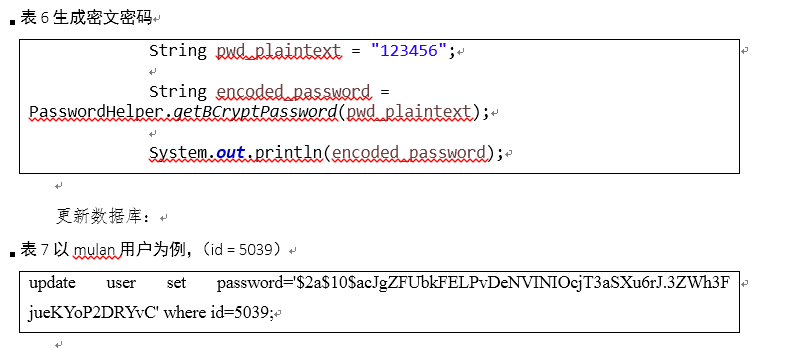 表 6 生成密文密码
String pwd_plaintext = "123456";
String encoded_password =
PasswordHelper.getBCryptPassword(pwd_plaintext);
System.out.println(encoded_password);
更新数据库：
表 7 以 mulan 用户为例，（id = 5039）
update user set password='$2a$10$acJgZFUbkFELPvDeNVINIOcjT3aSXu6rJ.3ZWh3F
jueKYoP2DRYvC' where id=5039;